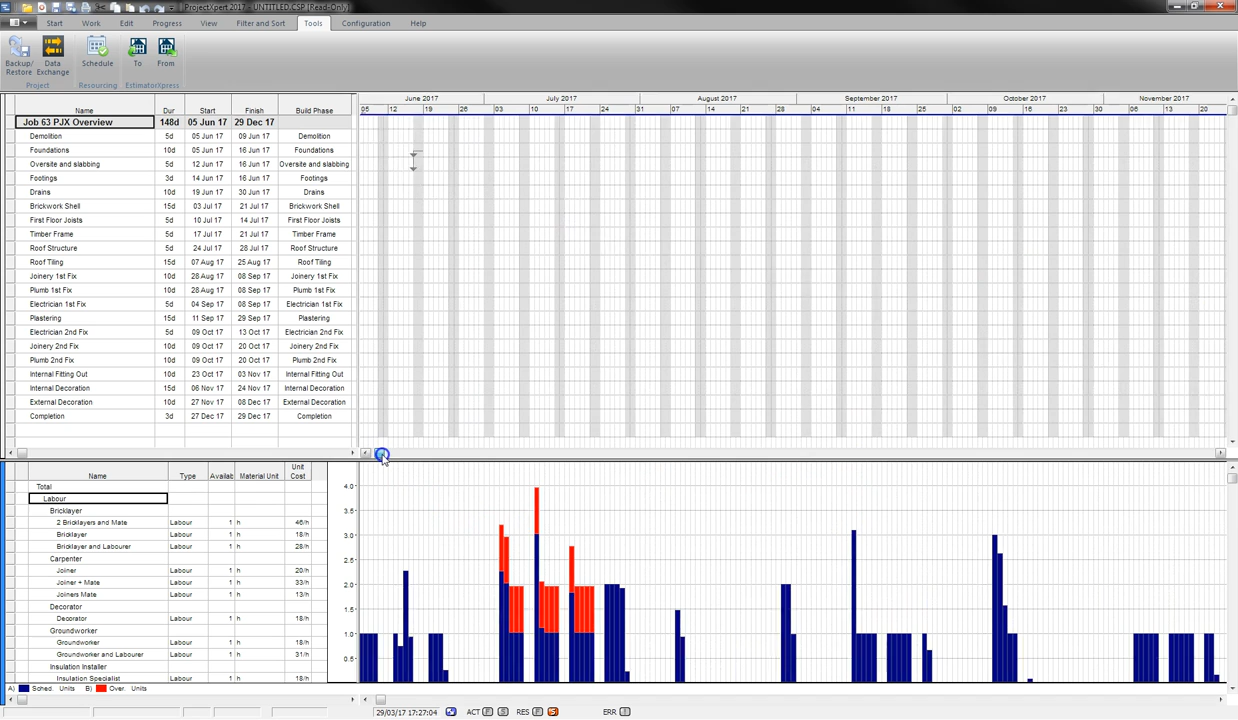 ProjectXpert 2017 - UNTITLED.CSP [Read-Only]
Start Work Edit Progress View Filter and Sort Tools Configuration Help
Backup/ Restore Data Exchange Schedule To From
Project Resourcing EstimatorXpress
Name Dur Start Finish Build Phase
June 2017 July 2017 August 2017 September 2017 October 2017 November 2017
05 12 19 26 03 10 17 24 31 07 14 21 28 04 11 18 25 02 09 16 23 30 06 13 20
Job 63 PJX Overview 148d 05 Jun 17 29 Dec 17
Demolition 5d 05 Jun 17 09 Jun 17 Demolition
Foundations 10d 05 Jun 17 16 Jun 17 Foundations
Oversite and slabbing 5d 12 Jun 17 16 Jun 17 Oversite and slabbing
Footings 3d 14 Jun 17 16 Jun 17 Footings
Drains 10d 19 Jun 17 30 Jun 17 Drains
Brickwork Shell 15d 03 Jul 17 21 Jul 17 Brickwork Shell
First Floor Joists 5d 10 Jul 17 14 Jul 17 First Floor Joists
Timber Frame 5d 17 Jul 17 21 Jul 17 Timber Frame
Roof Structure 5d 24 Jul 17 28 Jul 17 Roof Structure
Roof Tiling 15d 07 Aug 17 25 Aug 17 Roof Tiling
Joinery 1st Fix 10d 28 Aug 17 08 Sep 17 Joinery 1st Fix
Plumb 1st Fix 10d 28 Aug 17 08 Sep 17 Plumb 1st Fix
Electrician 1st Fix 5d 04 Sep 17 08 Sep 17 Electrician 1st Fix
Plastering 15d 11 Sep 17 29 Sep 17 Plastering
Electrician 2nd Fix 5d 09 Oct 17 13 Oct 17 Electrician 2nd Fix
Joinery 2nd Fix 10d 09 Oct 17 20 Oct 17 Joinery 2nd Fix
Plumb 2nd Fix 10d 09 Oct 17 20 Oct 17 Plumb 2nd Fix
Internal Fitting Out 10d 23 Oct 17 03 Nov 17 Internal Fitting Out
Internal Decoration 15d 06 Nov 17 24 Nov 17 Internal Decoration
External Decoration 10d 27 Nov 17 08 Dec 17 External Decoration
Completion 3d 27 Dec 17 29 Dec 17 Completion
Name Type Availab Material Unit Unit Cost
Total
Labour
Bricklayer
2 Bricklayers and Mate Labour 1 h 46/h
Bricklayer Labour 1 h 18/h
Bricklayer and Labourer Labour 1 h 28/h
Carpenter
Joiner Labour 1 h 20/h
Joiner + Mate Labour 1 h 33/h
Joiners Mate Labour 1 h 13/h
Decorator
Decorator Labour 1 h 18/h
Groundworker
Groundworker Labour 1 h 18/h
Groundworker and Labourer Labour 1 h 31/h
Insulation Installer
Insulation Specialist Labour 1 h 18/h
4.0
3.5
3.0
2.5
2.0
1.5
1.0
0.5
A) Sched. Units B) Over. Units
29/03/17 17:27:04 ACT F S RES F S ERR !